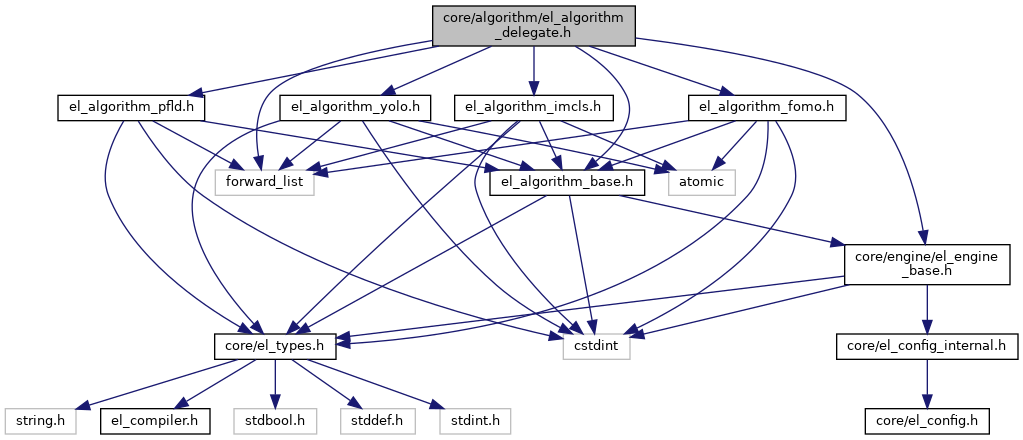 core/algorithm/el_algorithm
_delegate.h
el_algorithm_pfld.h
el_algorithm_yolo.h
el_algorithm_imcls.h
el_algorithm_fomo.h
forward_list
el_algorithm_base.h
atomic
core/engine/el_engine
_base.h
core/el_types.h
cstdint
core/el_config_internal.h
string.h
el_compiler.h
stdbool.h
stddef.h
stdint.h
core/el_config.h